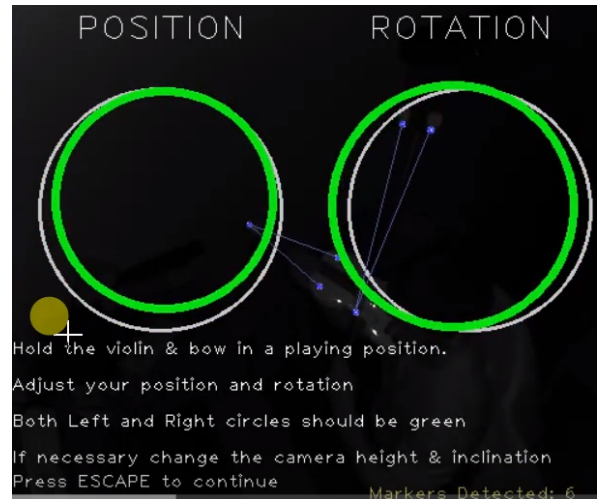 POSITION ROTATION
Hold the violin & bow in a playing position.
Adjust your position and rotation
Both Left and Right circles should be green
If necessary change the camera height & inclination
Press ESCAPE to continue
Markers Detected: 6